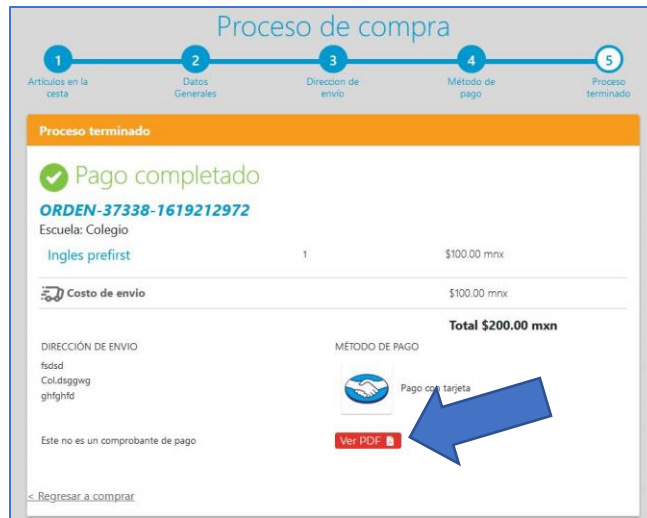 Proceso de compra
1 2 3 4 5
Artículos en la cesta
Datos Generales
Direccion de envío
Método de pago
Proceso terminado
Proceso terminado
Pago completado
ORDEN-37338-1619212972
Escuela: Colegio
Ingles prefirst 1 $100.00 mnx
Costo de envio $100.00 mnx
Total $200.00 mxn
DIRECCIÓN DE ENVIO MÉTODO DE PAGO
fsdsd
Col.dsggwg
ghfghfd
Pago con tarjeta
Este no es un comprobante de pago Ver PDF
< Regresar a comprar